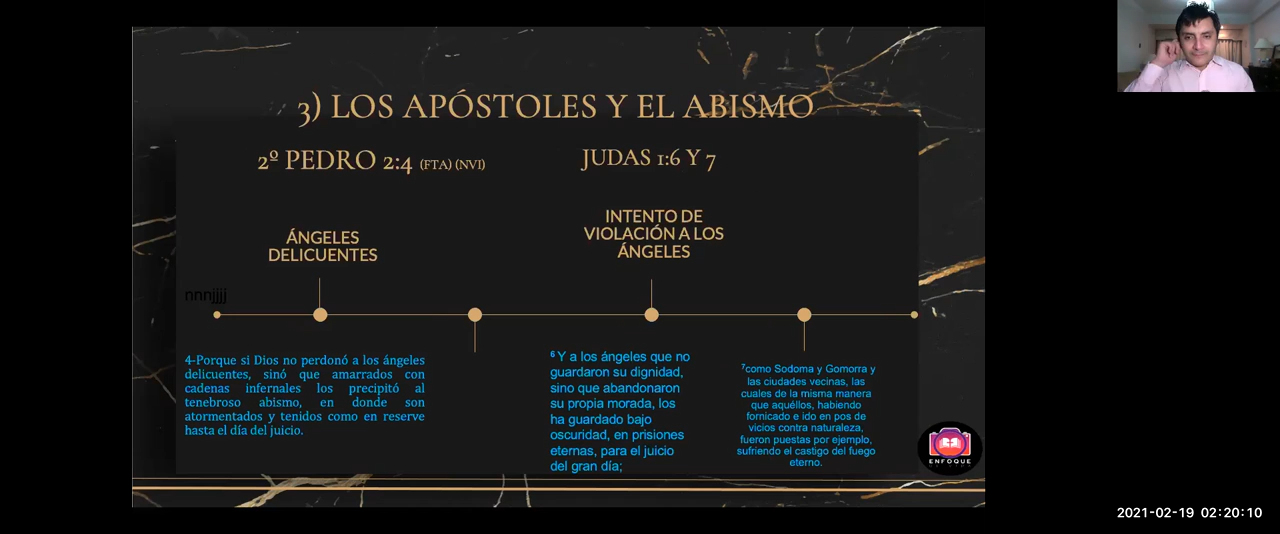 3) LOS APÓSTOLES Y EL ABISMO
2º PEDRO 2:4 (FTA) (NVI)
JUDAS 1:6 Y 7
ÁNGELES
DELICUENTES
INTENTO DE
VIOLACIÓN A LOS
ÁNGELES
nnnjjjj
4-Porque si Dios no perdonó a los ángeles
delicuentes, sinó que amarrados con
cadenas infernales los precipitó al
tenebroso abismo, en donde son
atormentados y tenidos como en reserve
hasta el día del juicio.
6 Y a los ángeles que no
guardaron su dignidad,
sino que abandonaron
su propia morada, los
ha guardado bajo
oscuridad, en prisiones
eternas, para el juicio
del gran día;
7como Sodoma y Gomorra y
las ciudades vecinas, las
cuales de la misma manera
que aquéllos, habiendo
fornicado e ido en pos de
vicios contra naturaleza,
fueron puestas por ejemplo,
sufriendo el castigo del fuego
eterno.
ENFOQUE
2021-02-19 02:20:10